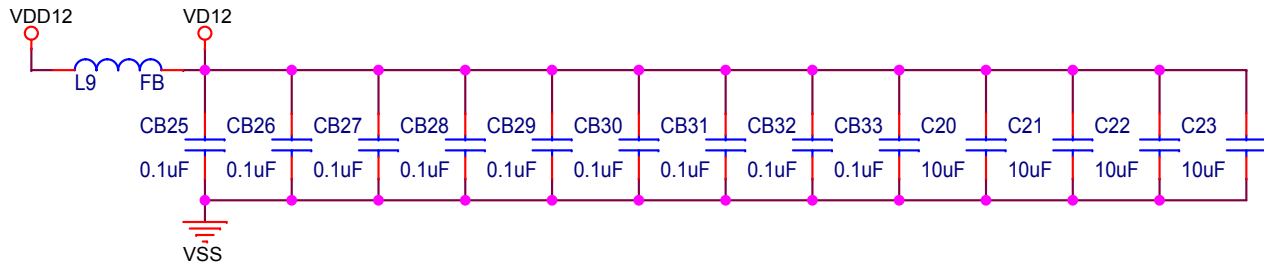 VDD12 VD12
L9 FB
CB25 CB26 CB27 CB28 CB29 CB30 CB31 CB32 CB33 C20 C21 C22 C23
0.1uF 0.1uF 0.1uF 0.1uF 0.1uF 0.1uF 0.1uF 0.1uF 0.1uF 10uF 10uF 10uF 10uF
VSS